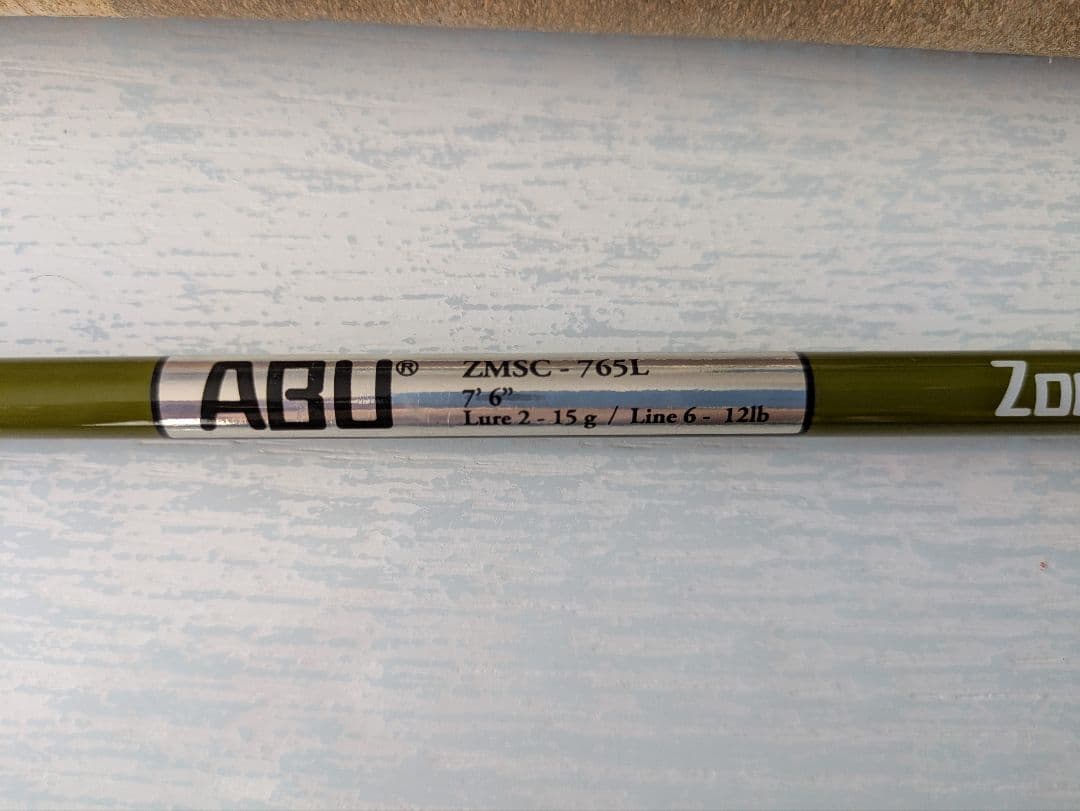 ABU®
ZMSC - 765L
7' 6"
Lure 2 - 15 g / Line 6 - 12lb